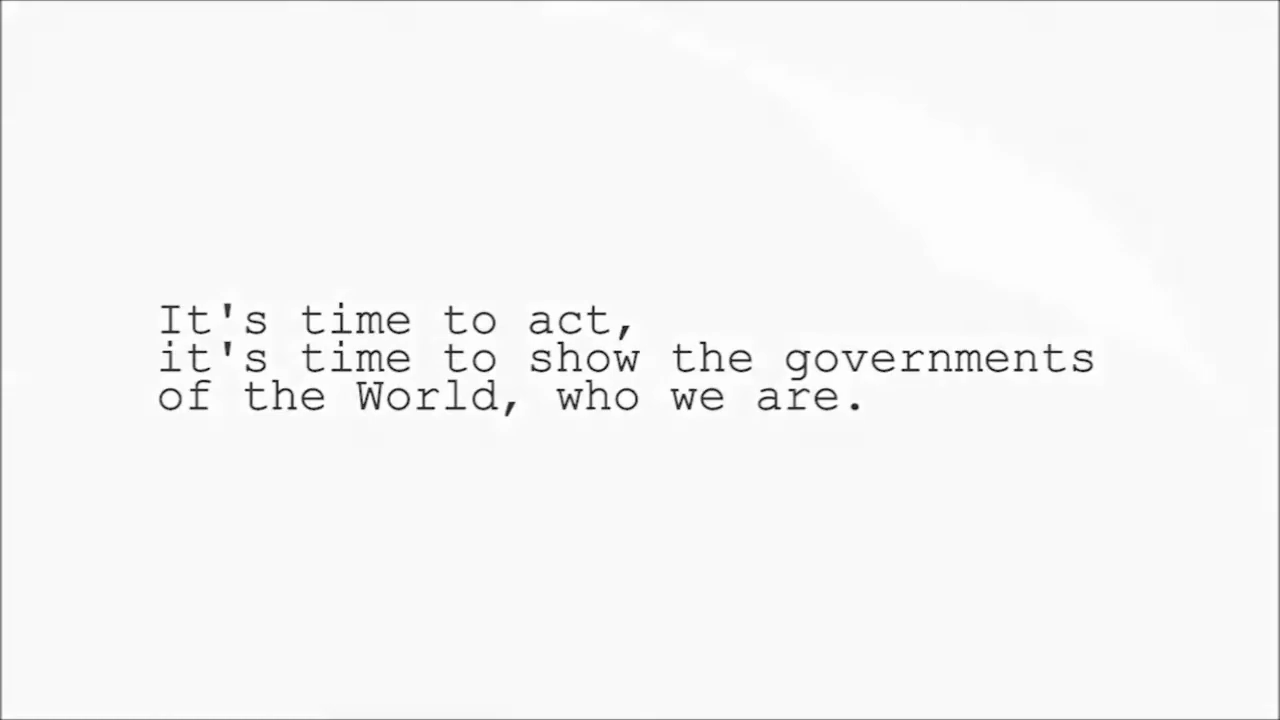 It's time to act,
it's time to show the governments
of the World, who we are.